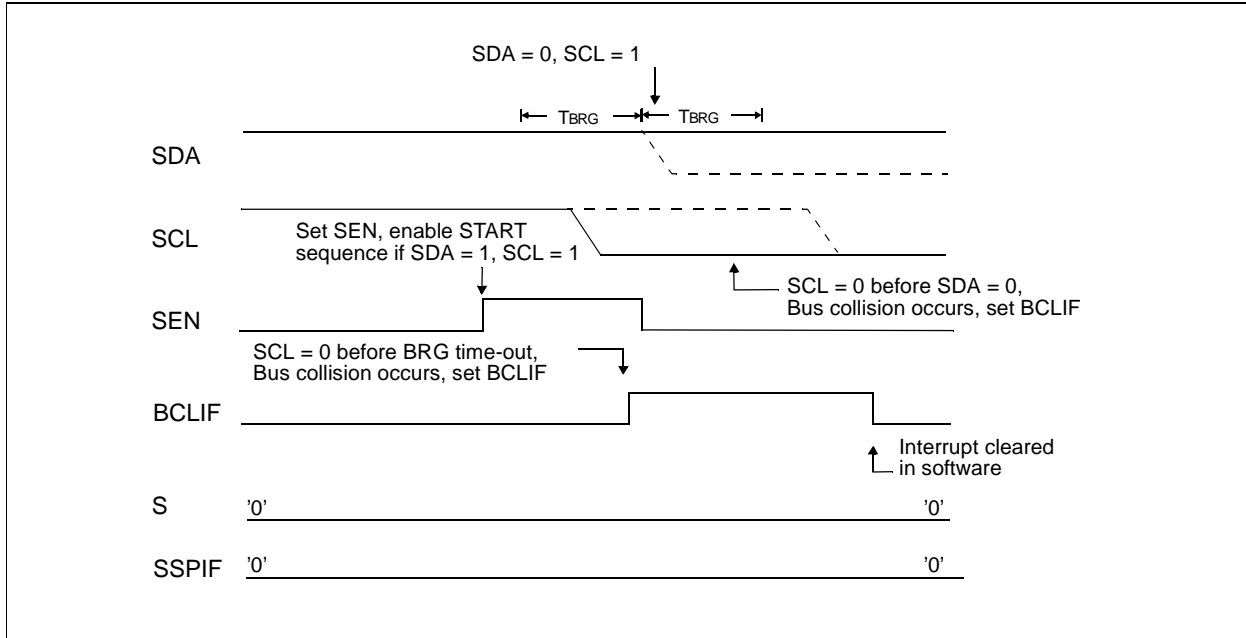 SDA = 0, SCL = 1
TBRG TBRG
SDA
SCL
Set SEN, enable START
sequence if SDA = 1, SCL = 1
SCL = 0 before SDA = 0,
Bus collision occurs, set BCLIF
SEN
SCL = 0 before BRG time-out,
Bus collision occurs, set BCLIF
BCLIF
Interrupt cleared
in software
S '0' '0'
SSPIF '0' '0'